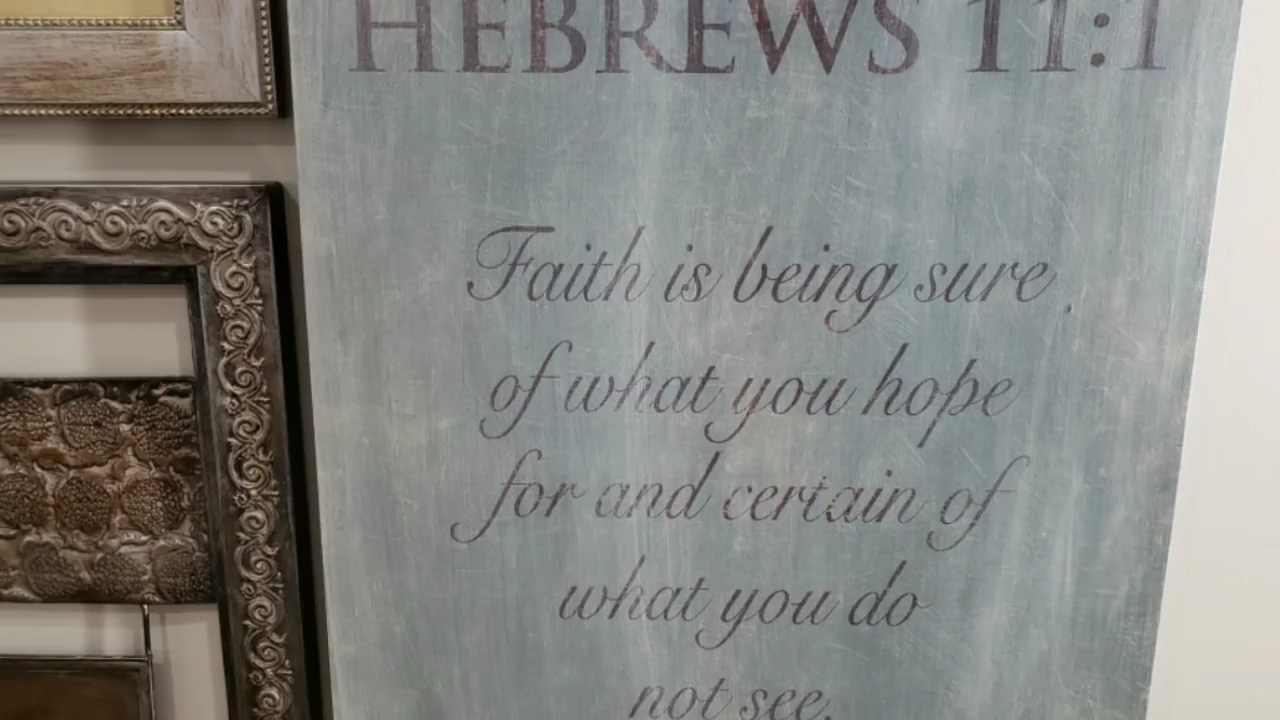 HEBREWS 11:1
Faith is being sure
of what you hope
for and certain of
what you do
not see.